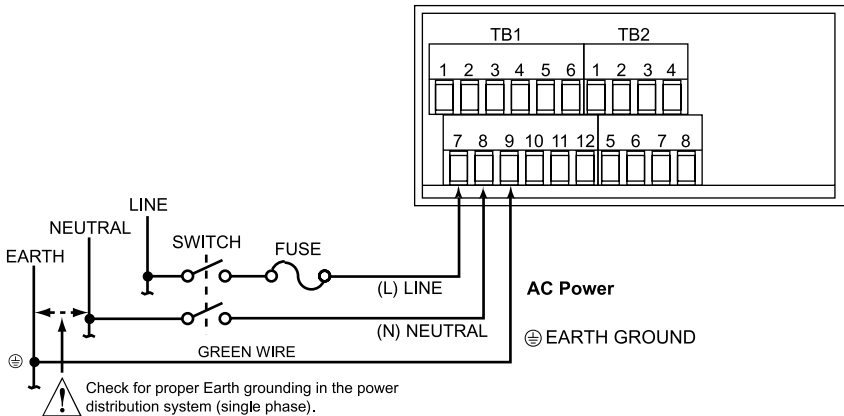 TB1 TB2
1 2 3 4 5 6 1 2 3 4
7 8 9 10 11 12 5 6 7 8
LINE
NEUTRAL
EARTH
SWITCH
FUSE
(L) LINE
AC Power
(N) NEUTRAL
EARTH GROUND
GREEN WIRE
! Check for proper Earth grounding in the power
distribution system (single phase).